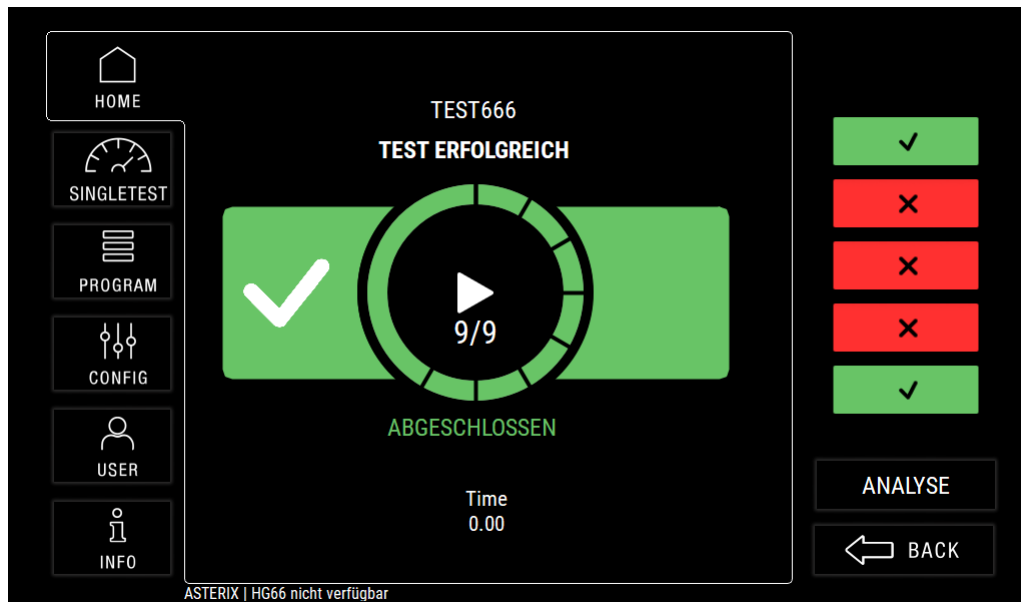 HOME
SINGLETEST
PROGRAM
CONFIG
USER
INFO
TEST666
TEST ERFOLGREICH
9/9
ABGESCHLOSSEN
Time
0.00
ANALYSE
BACK
ASTERIX | HG66 nicht verfügbar